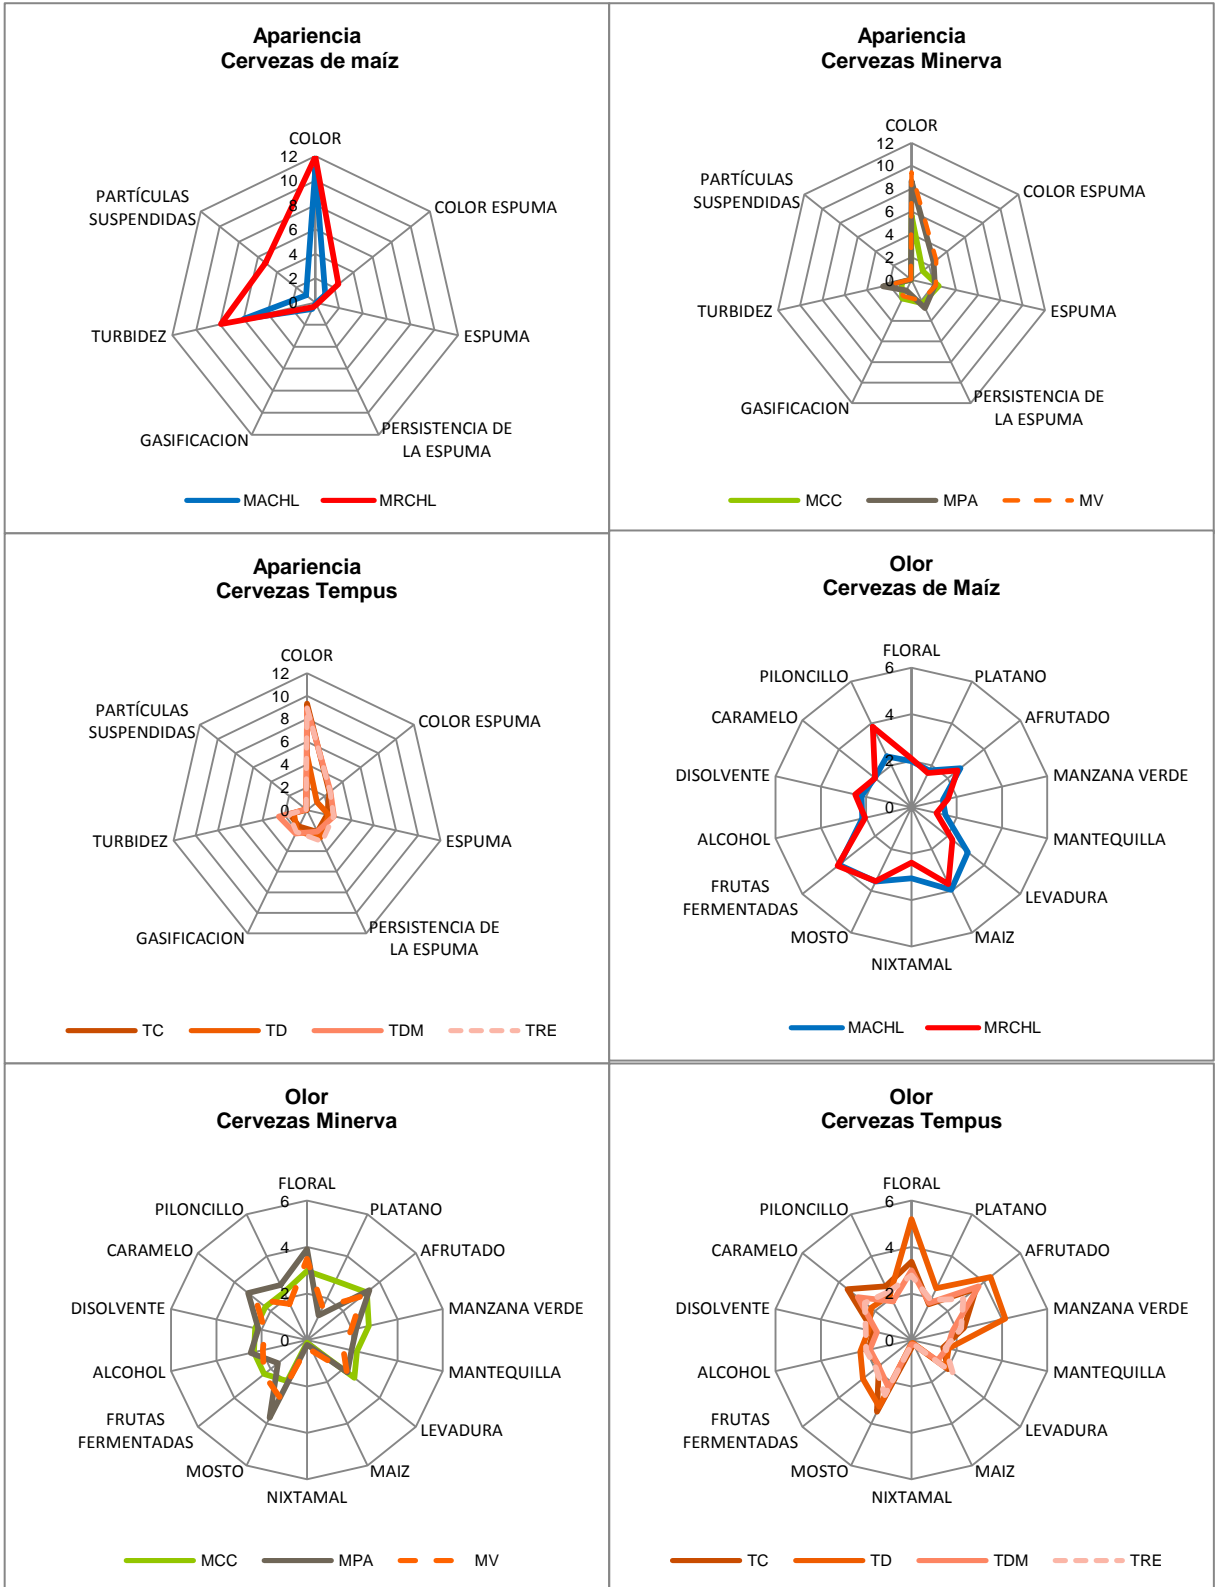 Apariencia
Cervezas de maíz
COLOR
12
10
8
6
4
2
0
COLOR ESPUMA
ESPUMA
PERSISTENCIA DE
LA ESPUMA
GASIFICACION
TURBIDEZ
PARTÍCULAS
SUSPENDIDAS
MACHL
MRCHL
Apariencia
Cervezas Minerva
COLOR
12
10
8
6
4
2
0
COLOR ESPUMA
ESPUMA
PERSISTENCIA DE
LA ESPUMA
GASIFICACION
TURBIDEZ
PARTÍCULAS
SUSPENDIDAS
MCC
MPA
MV
Apariencia
Cervezas Tempus
COLOR
12
10
8
6
4
2
0
COLOR ESPUMA
ESPUMA
PERSISTENCIA DE
LA ESPUMA
GASIFICACION
TURBIDEZ
PARTÍCULAS
SUSPENDIDAS
TC
TD
TDM
TRE
Olor
Cervezas de Maíz
FLORAL
6
4
2
0
PLATANO
AFRUTADO
MANZANA VERDE
MANTEQUILLA
LEVADURA
MAIZ
NIXTAMAL
MOSTO
FRUTAS
FERMENTADAS
ALCOHOL
DISOLVENTE
CARAMELO
PILONCILLO
MACHL
MRCHL
Olor
Cervezas Minerva
FLORAL
6
4
2
0
PLATANO
AFRUTADO
MANZANA VERDE
MANTEQUILLA
LEVADURA
MAIZ
NIXTAMAL
MOSTO
FRUTAS
FERMENTADAS
ALCOHOL
DISOLVENTE
CARAMELO
PILONCILLO
MCC
MPA
MV
Olor
Cervezas Tempus
FLORAL
6
4
2
0
PLATANO
AFRUTADO
MANZANA VERDE
MANTEQUILLA
LEVADURA
MAIZ
NIXTAMAL
MOSTO
FRUTAS
FERMENTADAS
ALCOHOL
DISOLVENTE
CARAMELO
PILONCILLO
TC
TD
TDM
TRE